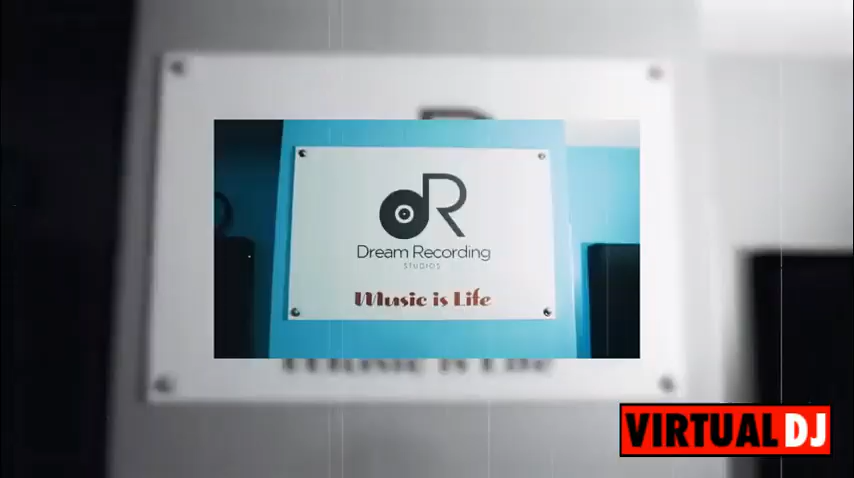 dR
Dream Recording
STUDIOS
Music is Life
VIRTUAL DJ